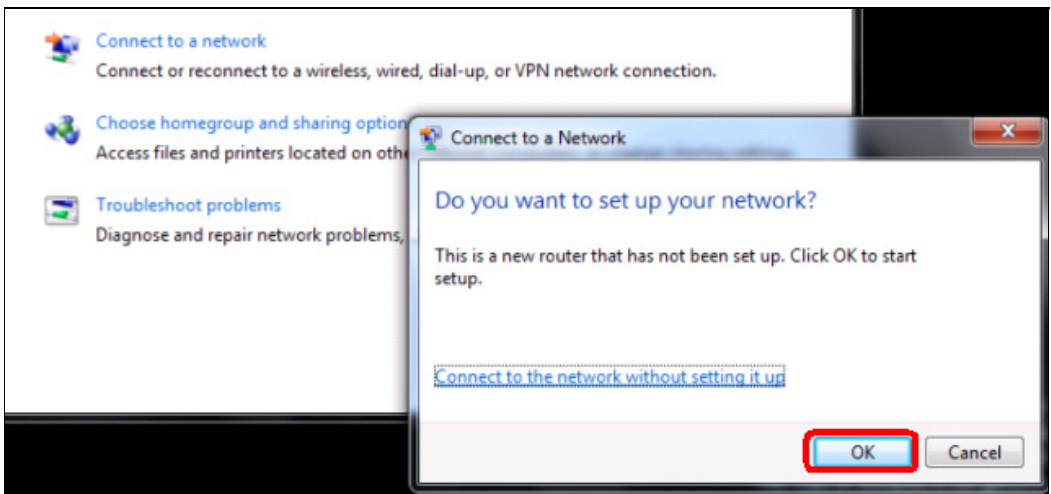 Connect to a network
Connect or reconnect to a wireless, wired, dial-up, or VPN network connection.
Choose homegroup and sharing option
Access files and printers located on othe
Troubleshoot problems
Diagnose and repair network problems,
Connect to a Network
Do you want to set up your network?
This is a new router that has not been set up. Click OK to start
setup.
Connect to the network without setting it up
OK
Cancel